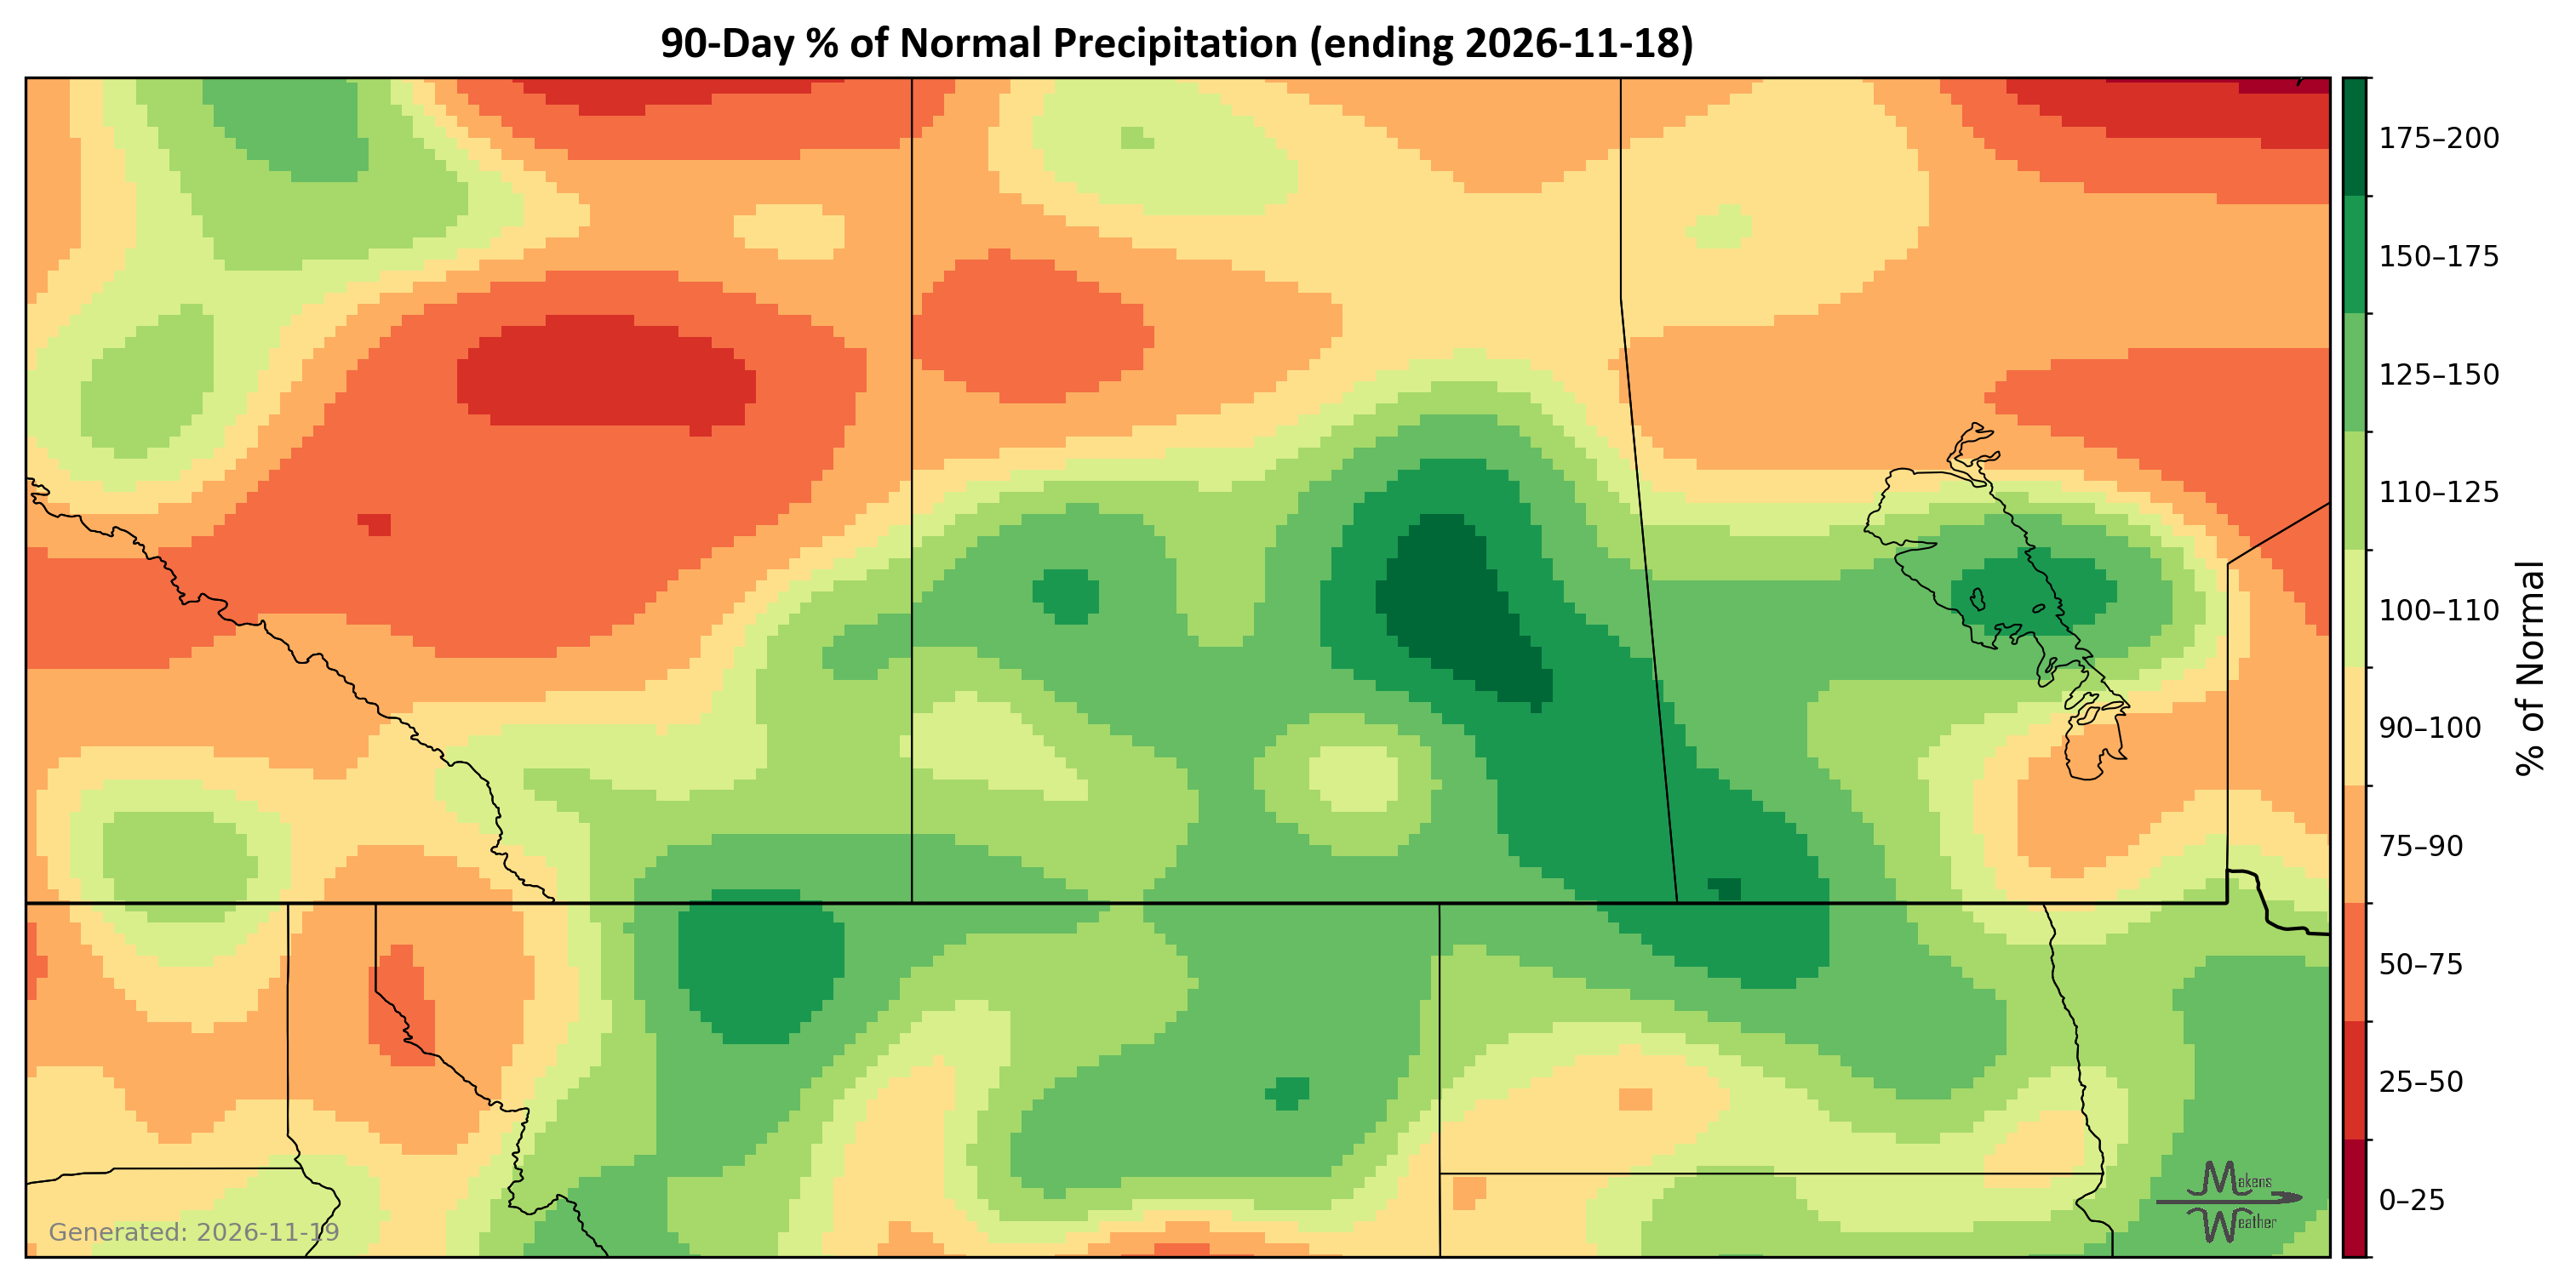 90-Day % of Normal Precipitation (ending 2026-11-18)
175–200
150–175
125–150
110–125
100–110
90–100
75–90
50–75
25–50
0–25
% of Normal
Generated: 2026-11-19
Makens
Weather